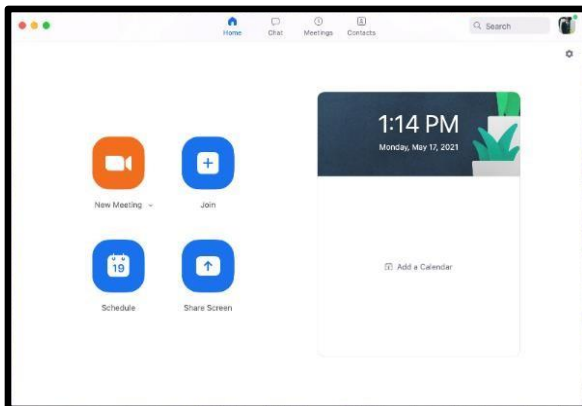 Home
Chat
Meetings
Contacts
Search
1:14 PM
Monday, May 17, 2021
New Meeting
Join
19
Schedule
Share Screen
Add a Calendar